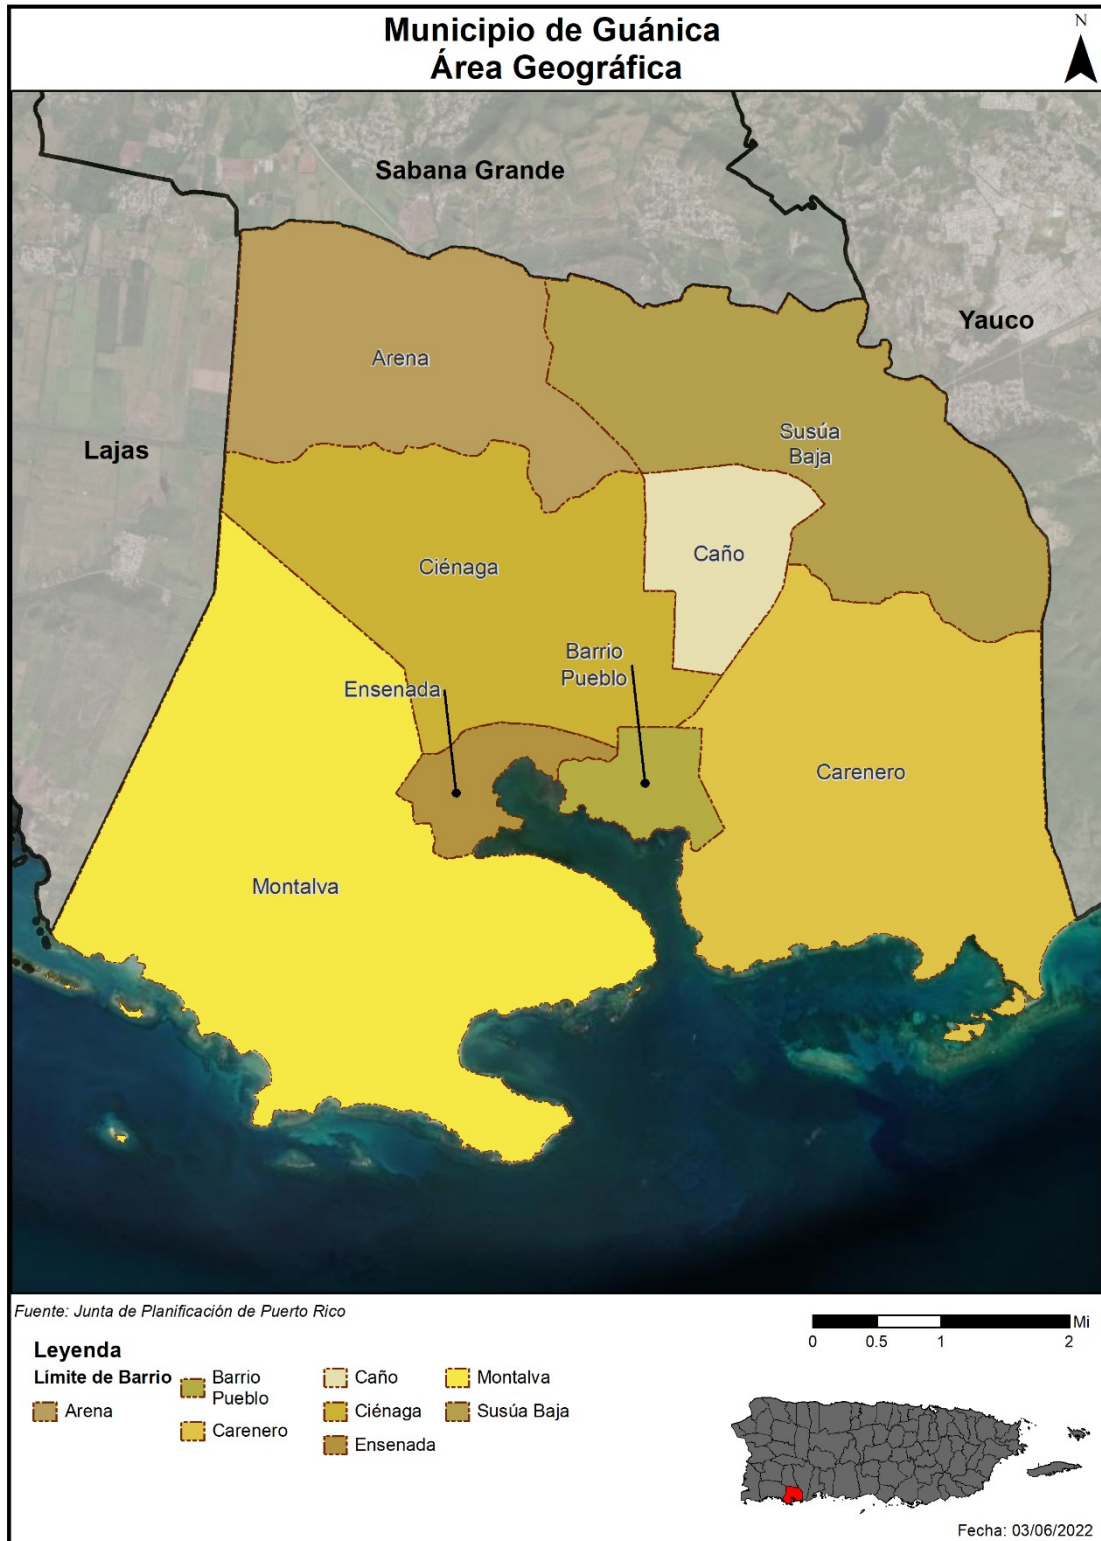 Municipio de Guánica
Área Geográfica
N
Sabana Grande
Yauco
Arena
Susúa
Baja
Lajas
Caño
Ciénaga
Barrio
Pueblo
Ensenada
Carenero
Montalva
Fuente: Junta de Planificación de Puerto Rico
Mi
0 0.5 1 2
Leyenda
Límite de Barrio
Arena
Barrio
Pueblo
Carenero
Caño
Ciénaga
Ensenada
Montalva
Susúa Baja
Fecha: 03/06/2022